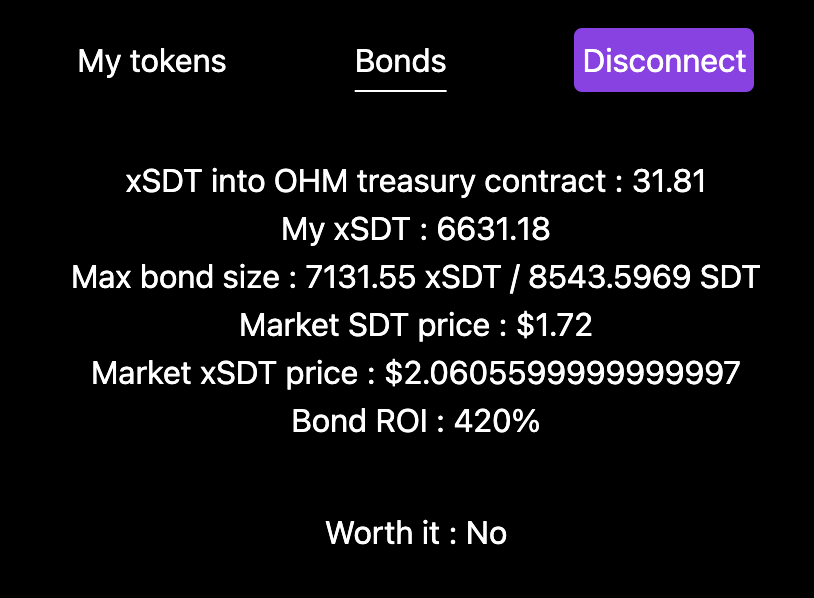 My tokens Bonds Disconnect
xSDT into OHM treasury contract : 31.81
My xSDT : 6631.18
Max bond size : 7131.55 xSDT / 8543.5969 SDT
Market SDT price : $1.72
Market xSDT price : $2.0605599999999997
Bond ROI : 420%
Worth it : No